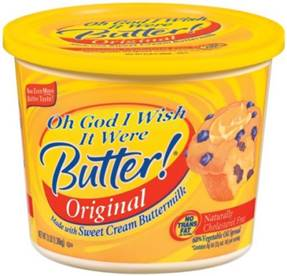 Oh God I Wish
It Were
Butter!
Original
Made with Sweet Cream Buttermilk
NO
TRANS
FAT
Naturally
Cholesterol Free
60% Vegetable Oil Spread